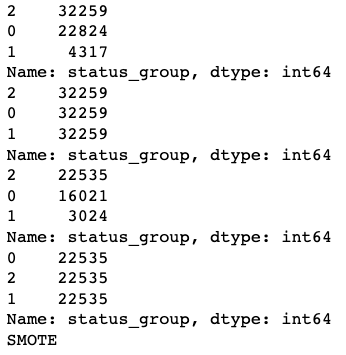 2    32259
0    22824
1     4317
Name: status_group, dtype: int64
2    32259
0    32259
1    32259
Name: status_group, dtype: int64
2    22535
0    16021
1     3024
Name: status_group, dtype: int64
0    22535
2    22535
1    22535
Name: status_group, dtype: int64
SMOTE